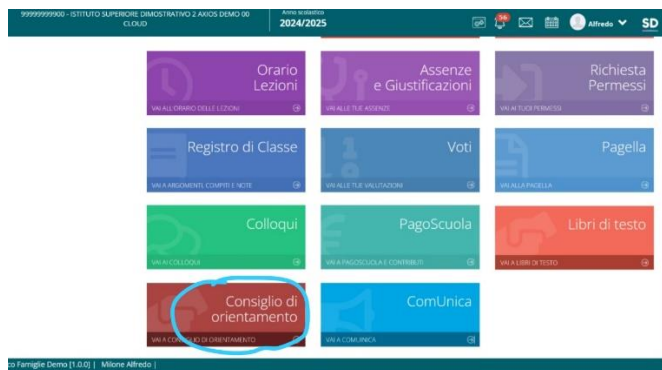 99999999900 - ISTITUTO SUPERIORE DIMOSTRATIVO 2 AXIOS DEMO 00
CLOUD
Anno scolastico
2024/2025
56
Alfredo
SD
Orario
Lezioni
VAI ALL'ORARIO DELLE LEZIONI
Assenze
e Giustificazioni
VAI ALLE TUE ASSENZE
Richiesta
Permessi
VAI AI TUOI PERMESSI
Registro di Classe
VAI A ARGOMENTI, COMPITI E NOTE
Voti
VAI ALLE TUE VALUTAZIONI
Pagella
VAI ALLA PAGELLA
Colloqui
VAI AI COLLOQUI
PagoScuola
VAI A PAGOSCUOLA E CONTRIBUTI
Libri di testo
VAI A LIBRI DI TESTO
Consiglio di
orientamento
VAI A CONSIGLIO DI ORIENTAMENTO
ComUnica
VAI A COMUNICA
co Famiglie Demo [1.0.0] | Milone Alfredo |